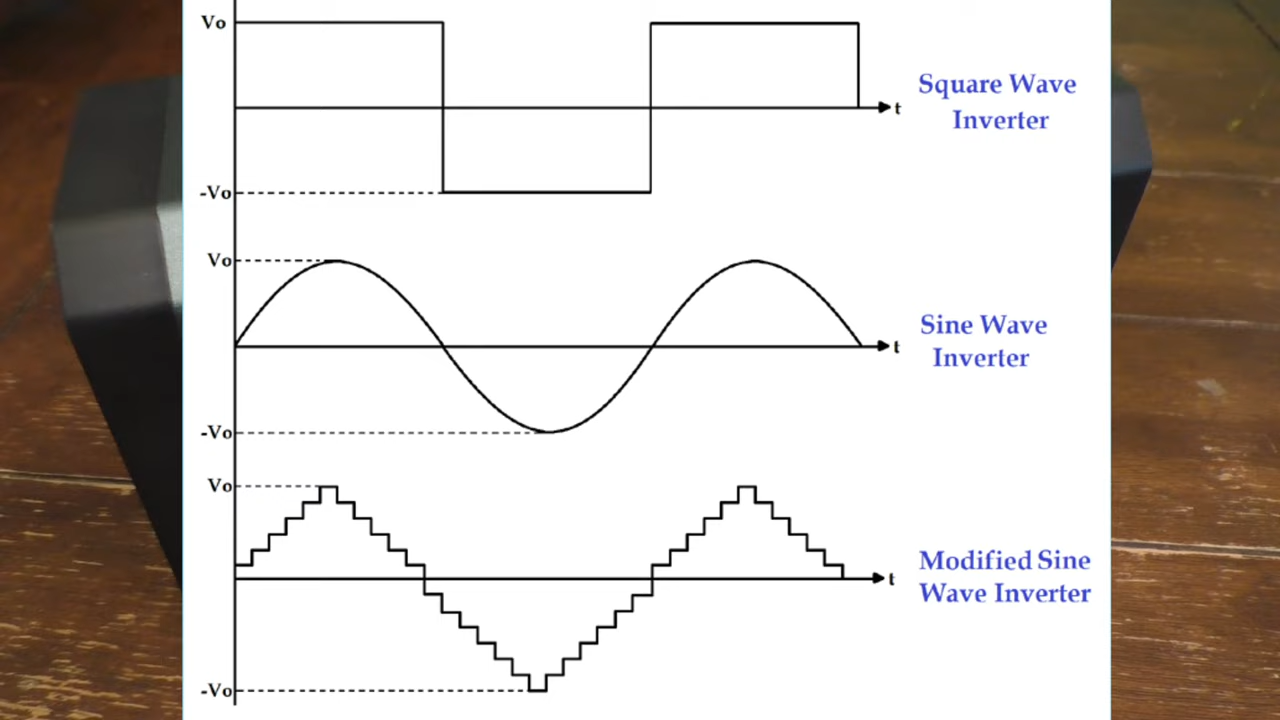 Vo
t
Square Wave
Inverter
-Vo
Vo
t
Sine Wave
Inverter
-Vo
Vo
t
Modified Sine
Wave Inverter
-Vo